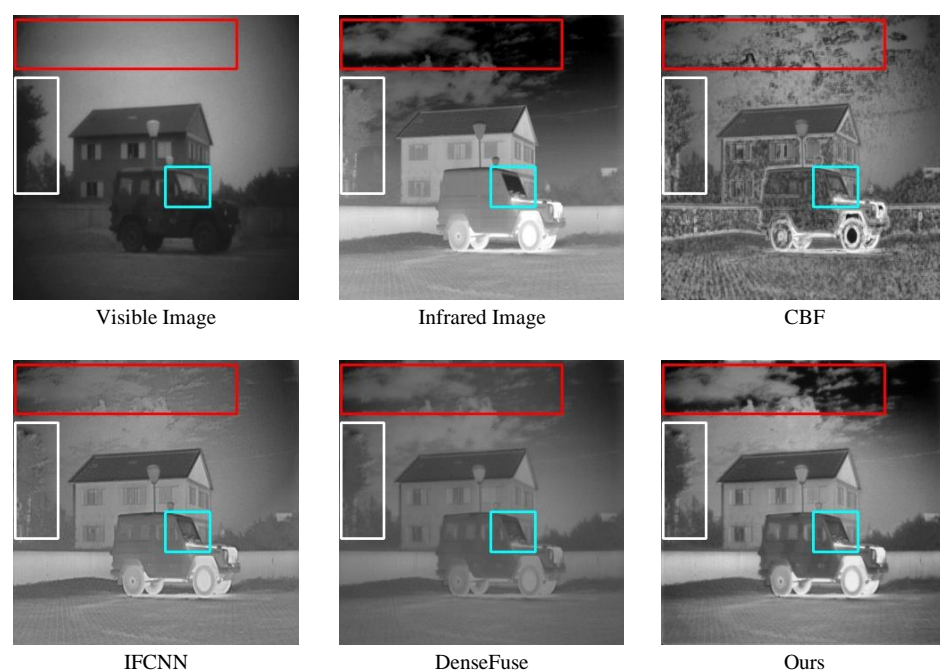 Visible Image
Infrared Image
CBF
IFCNN
DenseFuse
Ours